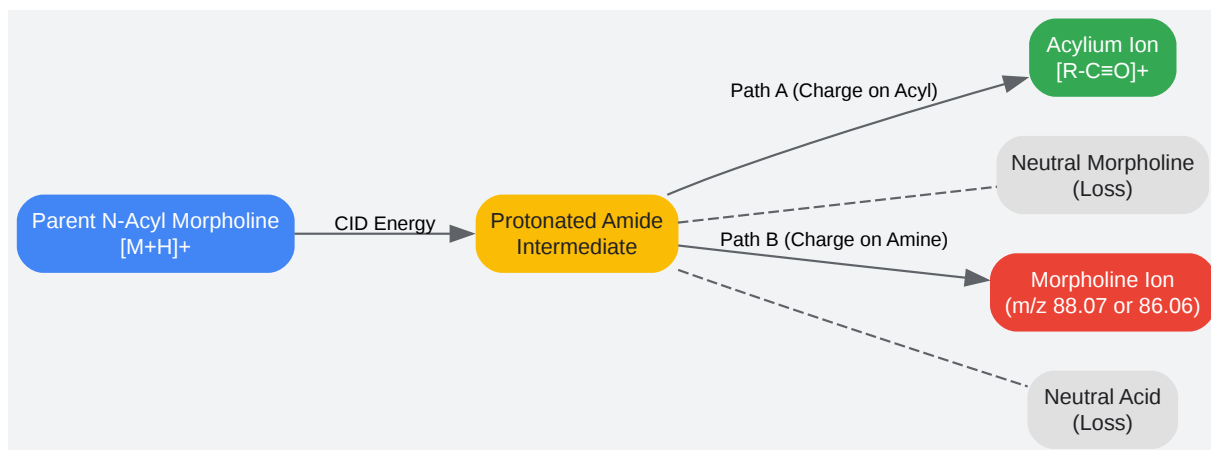 Parent N-Acyl Morpholine
[M+H]+
CID Energy
Protonated Amide
Intermediate
Path A (Charge on Acyl)
Acylium Ion
[R-C≡O]+
Neutral Morpholine
(Loss)
Path B (Charge on Amine)
Morpholine Ion
(m/z 88.07 or 86.06)
Neutral Acid
(Loss)